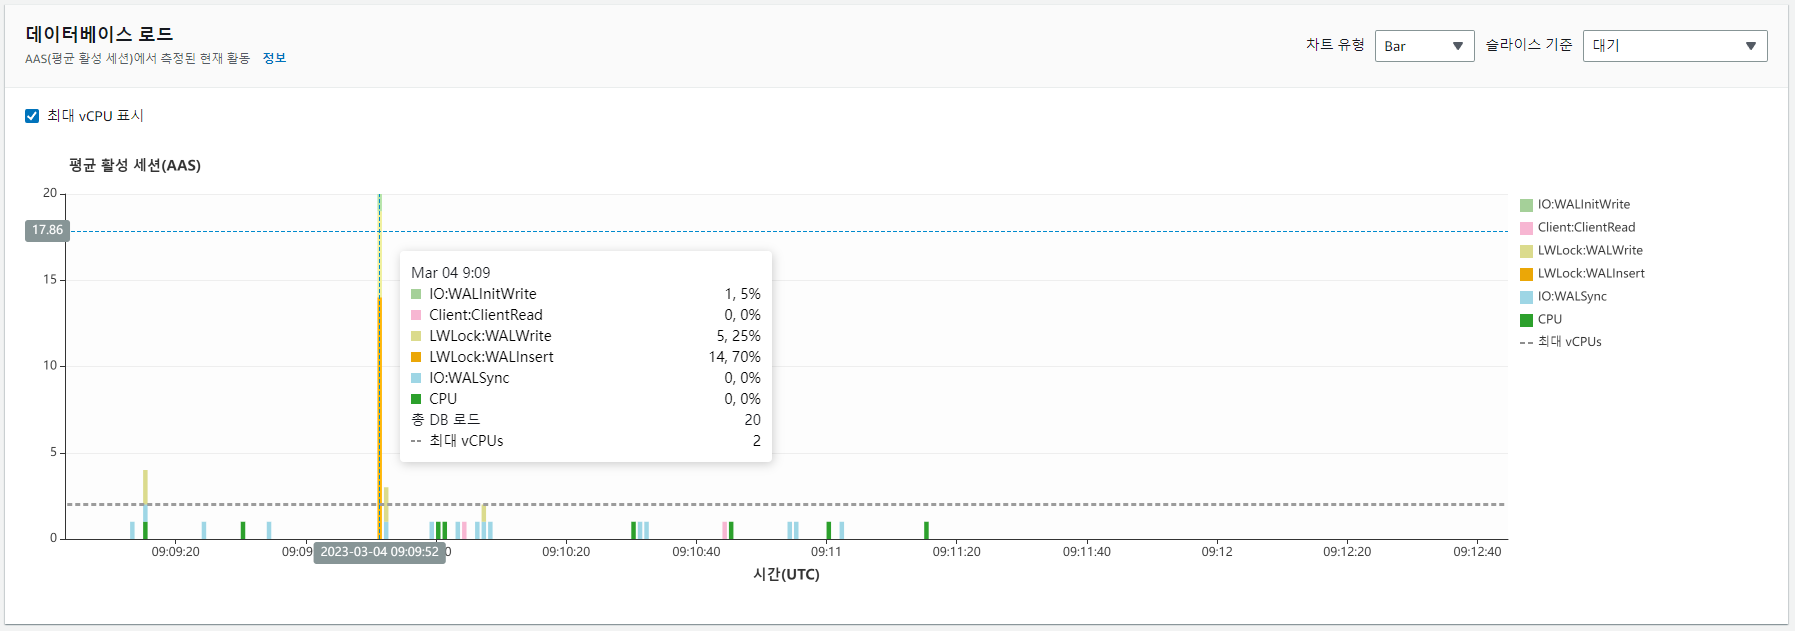 데이터베이스 로드
AAS(평균 활성 세션)에서 측정된 현재 활동 정보
차트 유형 Bar 슬라이스 기준 대기
최대 vCPU 표시
평균 활성 세션(AAS)
20
17.86
15
10
5
0
Mar 04 9:09
IO:WALInitWrite 1, 5%
Client:ClientRead 0, 0%
LWLock:WALWrite 5, 25%
LWLock:WALInsert 14, 70%
IO:WALSync 0, 0%
CPU 0, 0%
총 DB 로드 20
최대 vCPUs 2
IO:WALInitWrite
Client:ClientRead
LWLock:WALWrite
LWLock:WALInsert
IO:WALSync
CPU
최대 vCPUs
09:09:20 09:09 2023-03-04 09:09:52 0 09:10:20 09:10:40 09:11 09:11:20 09:11:40 09:12 09:12:20 09:12:40
시간(UTC)